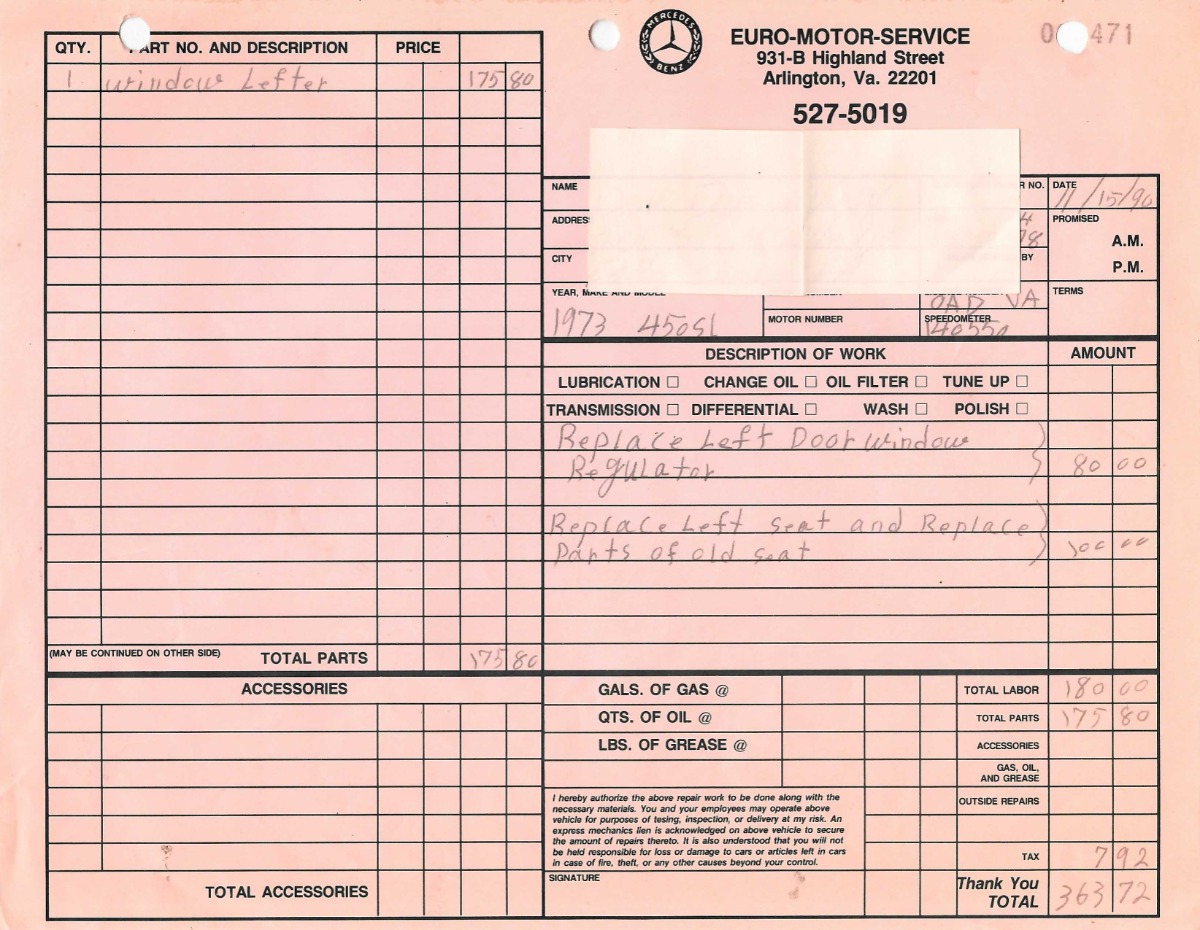 QTY. PART NO. AND DESCRIPTION PRICE
1 window Lefter 175 80
(MAY BE CONTINUED ON OTHER SIDE) TOTAL PARTS 175 80
ACCESSORIES
TOTAL ACCESSORIES
MERCEDES
BENZ
EURO-MOTOR-SERVICE
931-B Highland Street
Arlington, Va. 22201
527-5019
471
NAME
R NO. DATE 11/15/90
ADDRES
PROMISED
A.M.
P.M.
CITY
BY
YEAR, MAKE AND MODEL
1973 450SL
MOTOR NUMBER
OAD VA
SPEEDOMETER
TERMS
DESCRIPTION OF WORK AMOUNT
LUBRICATION □ CHANGE OIL □ OIL FILTER □ TUNE UP □
TRANSMISSION □ DIFFERENTIAL □ WASH □ POLISH □
Replace Left Door window
Regulator 80 00
Replace Left seat and Replace
Parts of old seat 100 00
GALS. OF GAS @
QTS. OF OIL @
LBS. OF GREASE @
TOTAL LABOR 180 00
TOTAL PARTS 175 80
ACCESSORIES
GAS, OIL,
AND GREASE
OUTSIDE REPAIRS
I hereby authorize the above repair work to be done along with the
necessary materials. You and your employees may operate above
vehicle for purposes of tesing, inspection, or delivery at my risk. An
express mechanics lien is acknowledged on above vehicle to secure
the amount of repairs thereto. It is also understood that you will not
be held responsible for loss or damage to cars or articles left in cars
in case of fire, theft, or any other causes beyond your control.
SIGNATURE
TAX 7 92
Thank You
TOTAL 363 72